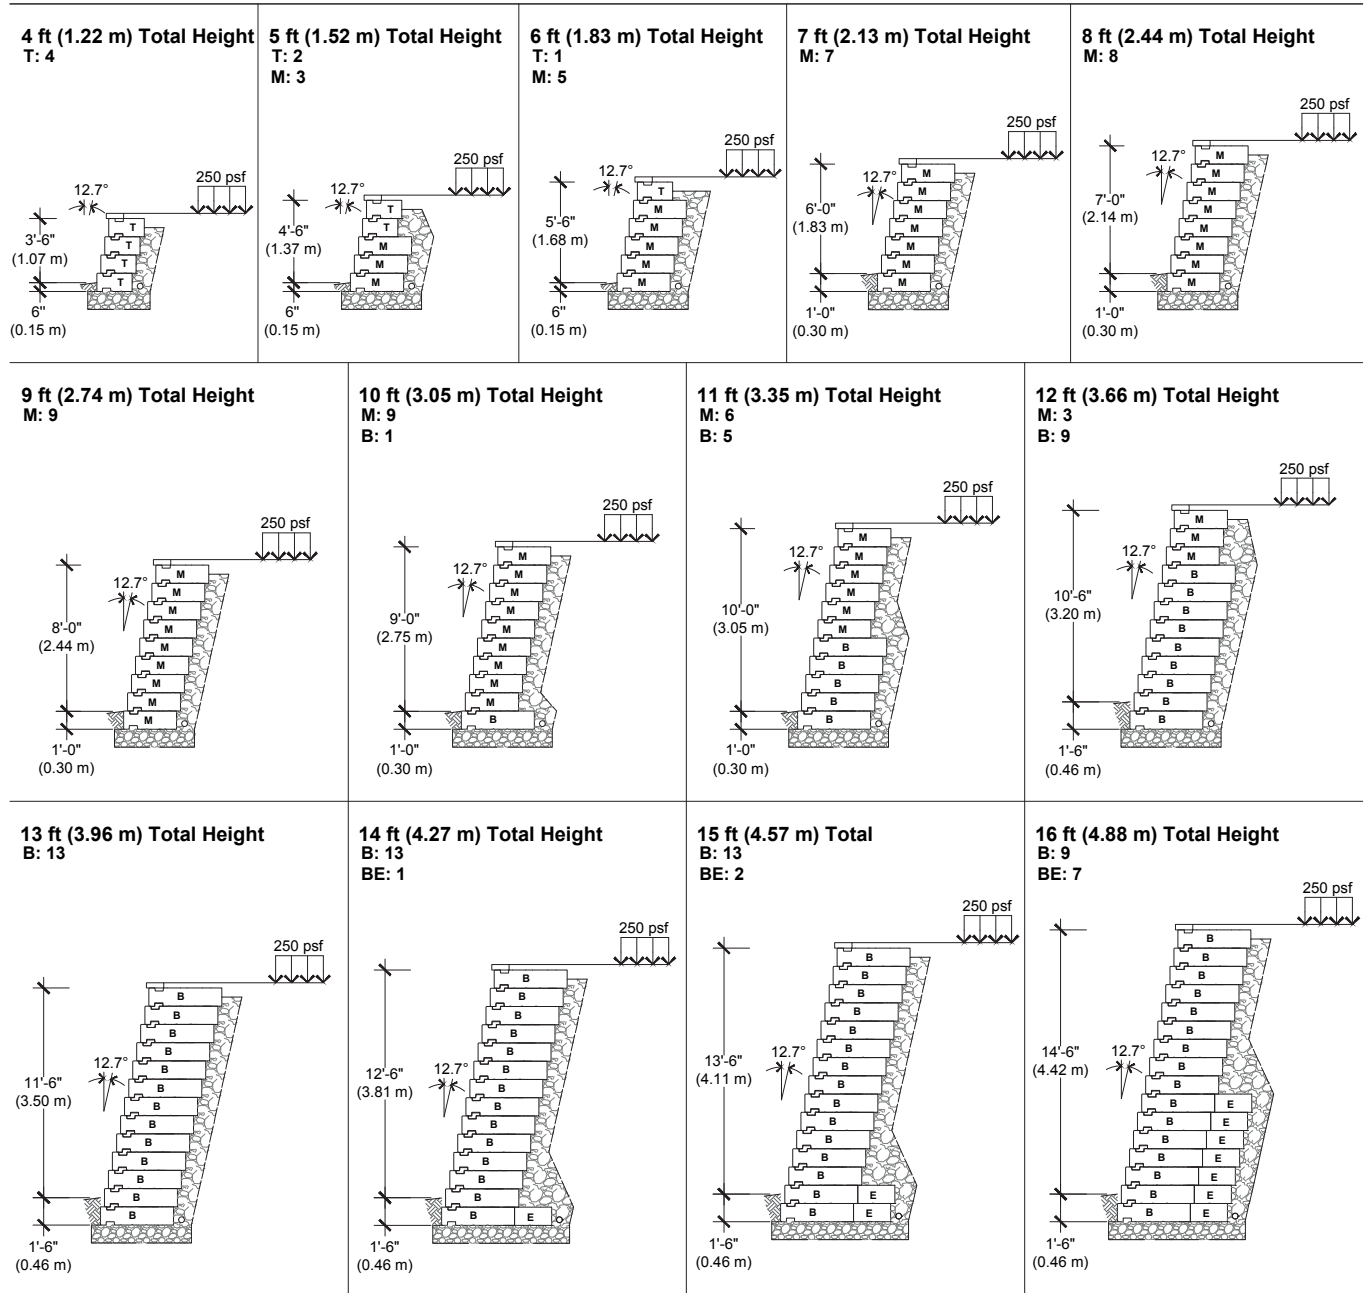 4 ft (1.22 m) Total Height
T: 4
250 psf
12.7°
3'-6"
(1.07 m)
6"
(0.15 m)
T
T
T
T
5 ft (1.52 m) Total Height
T: 2
M: 3
250 psf
12.7°
4'-6"
(1.37 m)
6"
(0.15 m)
T
T
M
M
M
6 ft (1.83 m) Total Height
T: 1
M: 5
250 psf
12.7°
5'-6"
(1.68 m)
6"
(0.15 m)
T
M
M
M
M
M
7 ft (2.13 m) Total Height
M: 7
250 psf
12.7°
6'-0"
(1.83 m)
1'-0"
(0.30 m)
M
M
M
M
M
M
M
8 ft (2.44 m) Total Height
M: 8
250 psf
12.7°
7'-0"
(2.14 m)
1'-0"
(0.30 m)
M
M
M
M
M
M
M
M
9 ft (2.74 m) Total Height
M: 9
250 psf
12.7°
8'-0"
(2.44 m)
1'-0"
(0.30 m)
M
M
M
M
M
M
M
M
M
10 ft (3.05 m) Total Height
M: 9
B: 1
250 psf
12.7°
9'-0"
(2.75 m)
1'-0"
(0.30 m)
M
M
M
M
M
M
M
M
M
B
11 ft (3.35 m) Total Height
M: 6
B: 5
250 psf
12.7°
10'-0"
(3.05 m)
1'-0"
(0.30 m)
M
M
M
M
M
M
B
B
B
B
B
12 ft (3.66 m) Total Height
M: 3
B: 9
250 psf
12.7°
10'-6"
(3.20 m)
1'-6"
(0.46 m)
M
M
M
B
B
B
B
B
B
B
B
B
13 ft (3.96 m) Total Height
B: 13
250 psf
12.7°
11'-6"
(3.50 m)
1'-6"
(0.46 m)
B
B
B
B
B
B
B
B
B
B
B
B
B
14 ft (4.27 m) Total Height
B: 13
BE: 1
250 psf
12.7°
12'-6"
(3.81 m)
1'-6"
(0.46 m)
B
B
B
B
B
B
B
B
B
B
B
B
B
B E
15 ft (4.57 m) Total
B: 13
BE: 2
250 psf
12.7°
13'-6"
(4.11 m)
1'-6"
(0.46 m)
B
B
B
B
B
B
B
B
B
B
B
B
B
B E
B E
16 ft (4.88 m) Total Height
B: 9
BE: 7
250 psf
12.7°
14'-6"
(4.42 m)
1'-6"
(0.46 m)
B
B
B
B
B
B
B
B
B
B E
B E
B E
B E
B E
B E
B E